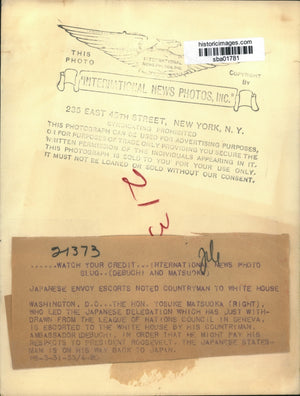 historicimages.com
sba01781
THIS
PHOTO
INTERNATIONAL
COPYRIGHT
BY
"INTERNATIONAL NEWS PHOTOS, INC."
235 EAST 45TH STREET, NEW YORK, N. Y.
SYNDICATING PROHIBITED
THIS PHOTOGRAPH CAN BE USED FOR ADVERTISING PURPOSES,
OR FOR PURPOSES OF TRADE ONLY PROVIDING YOU SECURE THE
WRITTEN PERMISSION OF THE INDIVIDUALS APPEARING IN IT.
THIS PHOTOGRAPH IS SOLD TO YOU FOR YOUR USE ONLY.
IT MUST NOT BE LOANED OR SOLD WITHOUT OUR CONSENT.
21373
......WATCH YOUR CREDIT...INTERNATIONAL NEWS PHOTO
SLUG..(DEBUCHI AND MATSUOKA)
JAPANESE ENVOY ESCORTS NOTED COUNTRYMAN TO WHITE HOUSE
WASHINGTON, D.C...THE HON. YOSUKE MATSUOKA (RIGHT),
WHO LED THE JAPANESE DELEGATION WHICH HAS JUST WITH-
DRAWN FROM THE LEAGUE OF NATIONS COUNCIL IN GENEVA,
IS ESCORTED TO THE WHITE HOUSE BY HIS COUNTRYMAN,
AMBASSADOR (DEBUCHI), IN ORDER THAT HE MIGHT PAY HIS
RESPECTS TO PRESIDENT ROOSEVELT. THE JAPANESE STATES-
MAN IS ON HIS WAY BACK TO JAPAN.